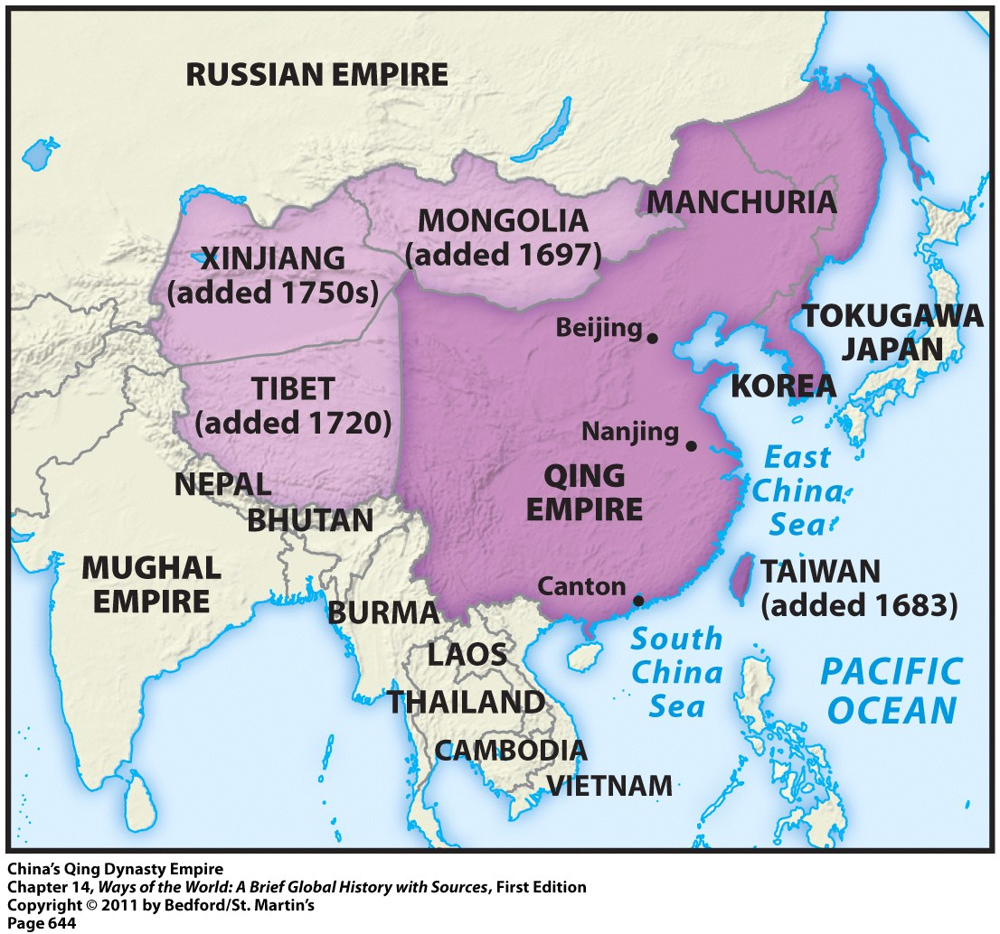 RUSSIAN EMPIRE
MANCHURIA
MONGOLIA
(added 1697)
XINJIANG
(added 1750s)
TOKUGAWA
JAPAN
Beijing
KOREA
TIBET
(added 1720)
Nanjing
East
China
Sea
QING
EMPIRE
NEPAL
BHUTAN
MUGHAL
EMPIRE
TAIWAN
(added 1683)
Canton
BURMA
South
China
Sea
LAOS
PACIFIC
OCEAN
THAILAND
CAMBODIA
VIETNAM
China’s Qing Dynasty Empire
Chapter 14, Ways of the World: A Brief Global History with Sources, First Edition
Copyright © 2011 by Bedford/St. Martin’s
Page 644